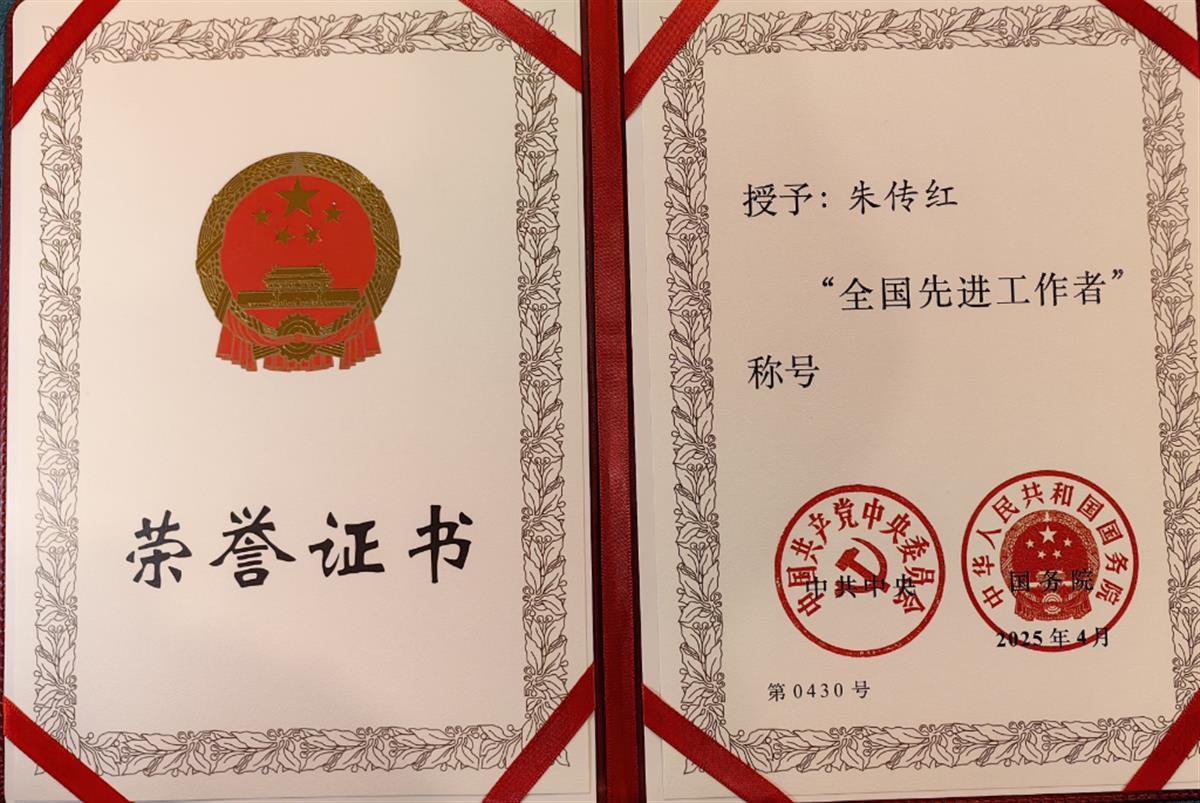 荣誉证书
授予：朱传红
“全国先进工作者”
称号
中国共产党中央委员会
中共中央
中华人民共和国国务院
国务院
2025年4月
第0430号